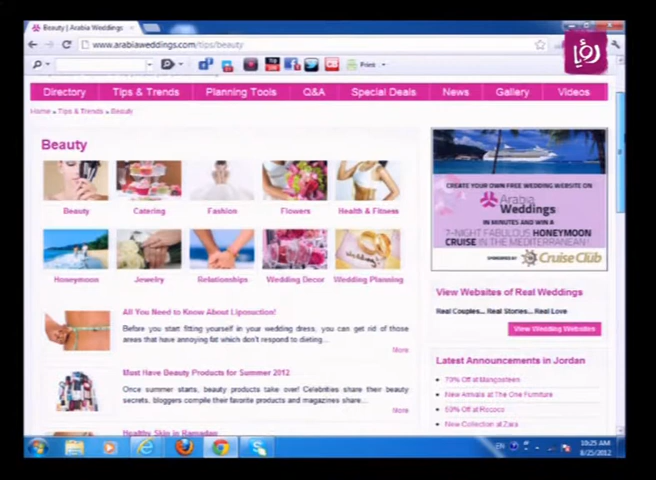 Beauty | Arabia Weddings
رؤيا
www.arabiaweddings.com/tips/beauty
Print
Directory Tips & Trends Planning Tools Q&A Special Deals News Gallery Videos
Home » Tips & Trends » Beauty
Beauty
Beauty Catering Fashion Flowers Health & Fitness
Honeymoon Jewelry Relationships Wedding Decor Wedding Planning
All You Need to Know About Liposuction!
Before you start fitting yourself in your wedding dress, you can get rid of those
areas that have annoying fat which don't respond to dieting...
More
Must Have Beauty Products for Summer 2012
Once summer starts, beauty products take over! Celebrities share their beauty
secrets, bloggers compile their favorite products and magazines share...
More
Healthy Skin in Ramadan
CREATE YOUR OWN FREE WEDDING WEBSITE ON
Arabia
Weddings
IN MINUTES AND WIN A
7-NIGHT FABULOUS HONEYMOON
CRUISE IN THE MEDITERRANEAN!
SPONSORED BY Cruise Club
View Websites of Real Weddings
Real Couples... Real Stories... Real Love
View Wedding Websites
Latest Announcements in Jordan
70% Off at Mangosteen
New Arrivals at The One Furniture
New Collection at Zara
EN
10:25 AM
8/25/2012